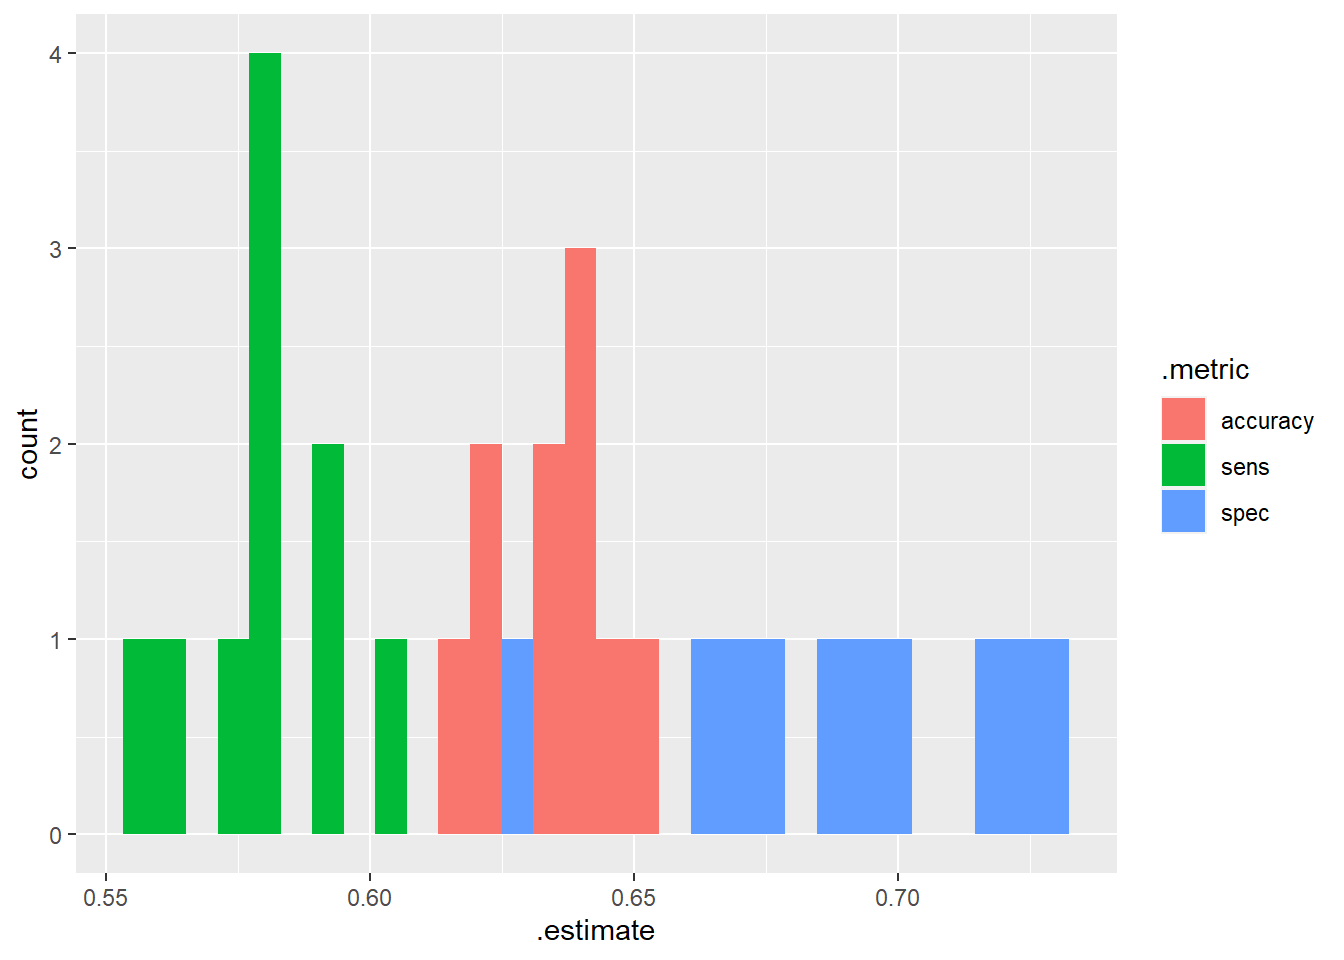 4
3
2
1
0
count
0.55 0.60 0.65 0.70
.estimate
.metric
accuracy
sens
spec